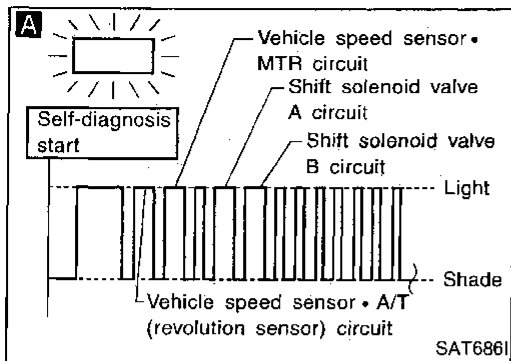 A
Vehicle speed sensor •
MTR circuit
Shift solenoid valve
A circuit
Self-diagnosis
start
Shift solenoid valve
B circuit
Light
Shade
Vehicle speed sensor • A/T
(revolution sensor) circuit
SAT686I